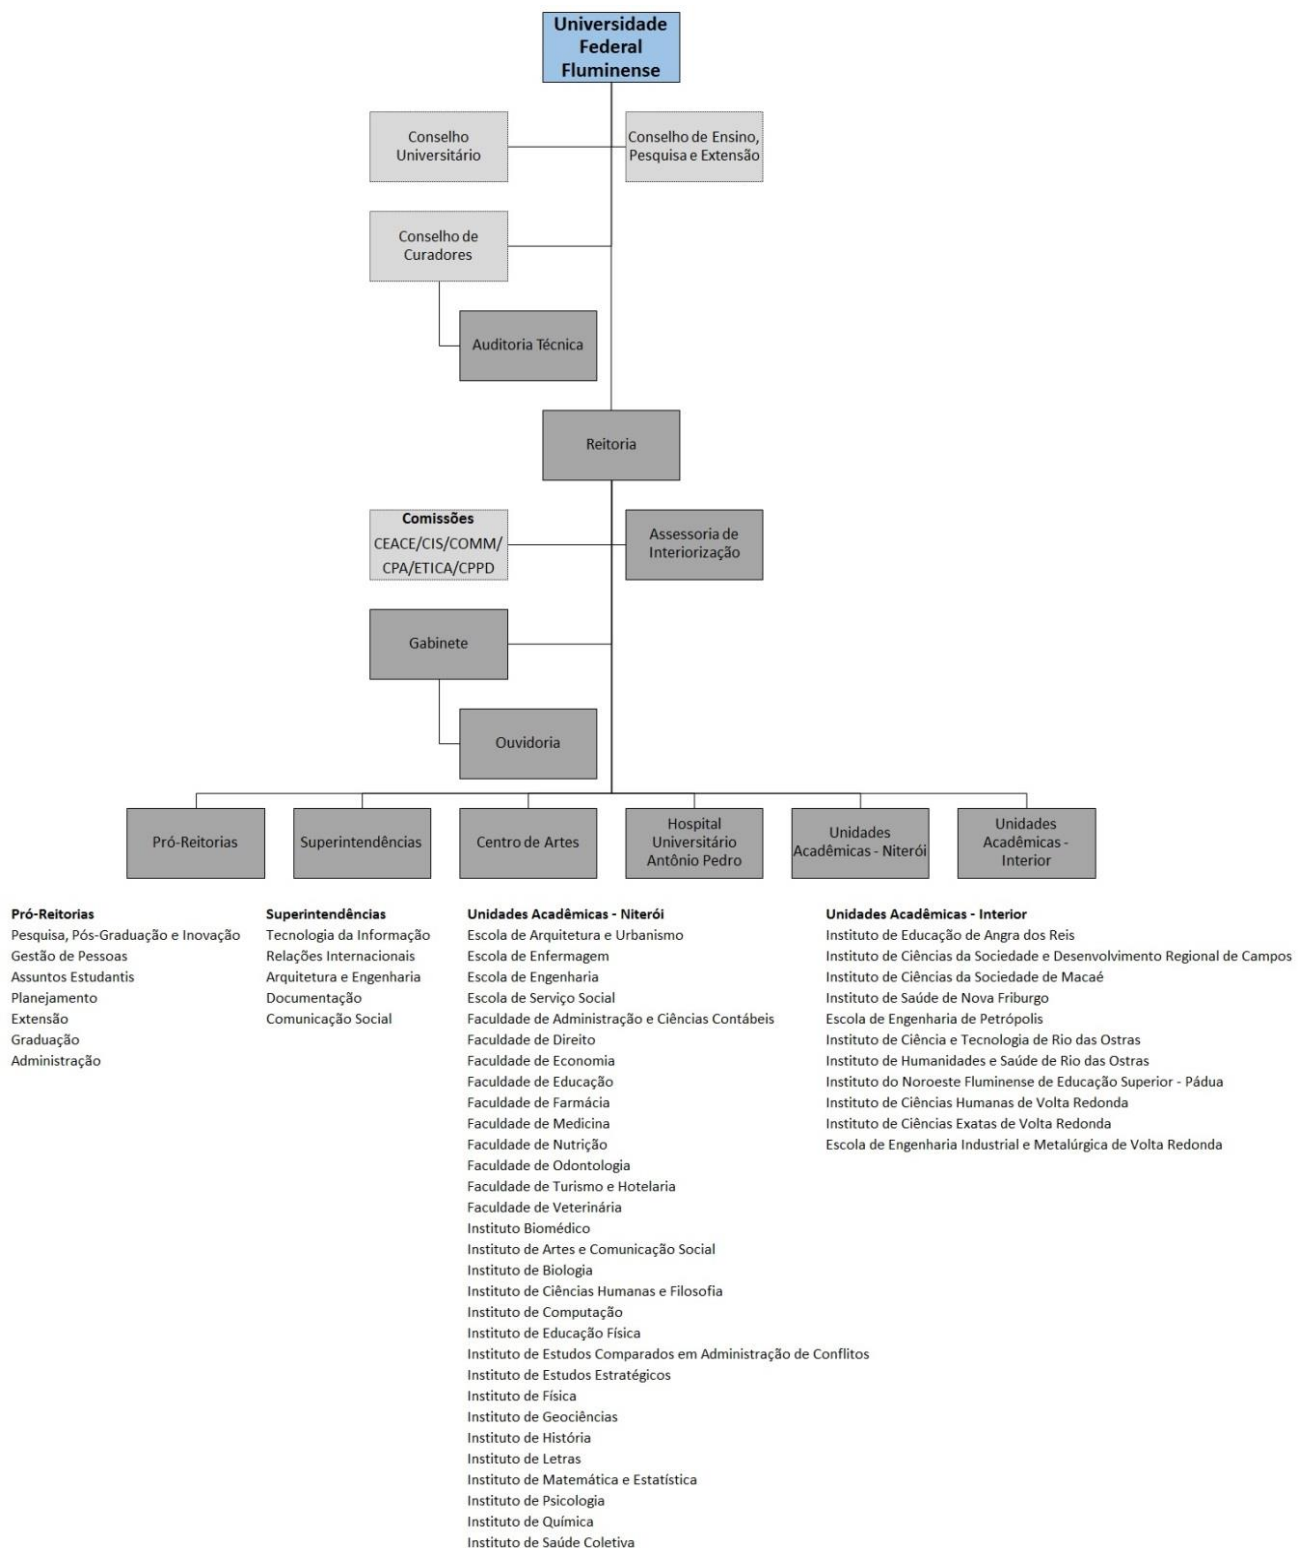 Universidade
Federal
Fluminense
Conselho
Universitário
Conselho de Ensino,
Pesquisa e Extensão
Conselho de
Curadores
Auditoria Técnica
Reitoria
Comissões
CEACE/CIS/COMM/
CPA/ETICA/CPPD
Assessoria de
Interiorização
Gabinete
Ouvidoria
Pró-Reitorias
Superintendências
Centro de Artes
Hospital
Universitário
Antônio Pedro
Unidades
Acadêmicas - Niterói
Unidades
Acadêmicas -
Interior
Pró-Reitorias
Pesquisa, Pós-Graduação e Inovação
Gestão de Pessoas
Assuntos Estudantis
Planejamento
Extensão
Graduação
Administração
Superintendências
Tecnologia da Informação
Relações Internacionais
Arquitetura e Engenharia
Documentação
Comunicação Social
Unidades Acadêmicas - Niterói
Escola de Arquitetura e Urbanismo
Escola de Enfermagem
Escola de Engenharia
Escola de Serviço Social
Faculdade de Administração e Ciências Contábeis
Faculdade de Direito
Faculdade de Economia
Faculdade de Educação
Faculdade de Farmácia
Faculdade de Medicina
Faculdade de Nutrição
Faculdade de Odontologia
Faculdade de Turismo e Hotelaria
Faculdade de Veterinária
Instituto Biomédico
Instituto de Artes e Comunicação Social
Instituto de Biologia
Instituto de Ciências Humanas e Filosofia
Instituto de Computação
Instituto de Educação Física
Instituto de Estudos Comparados em Administração de Conflitos
Instituto de Estudos Estratégicos
Instituto de Física
Instituto de Geociências
Instituto de História
Instituto de Letras
Instituto de Matemática e Estatística
Instituto de Psicologia
Instituto de Química
Instituto de Saúde Coletiva
Unidades Acadêmicas - Interior
Instituto de Educação de Angra dos Reis
Instituto de Ciências da Sociedade e Desenvolvimento Regional de Campos
Instituto de Ciências da Sociedade de Macaé
Instituto de Saúde de Nova Friburgo
Escola de Engenharia de Petrópolis
Instituto de Ciência e Tecnologia de Rio das Ostras
Instituto de Humanidades e Saúde de Rio das Ostras
Instituto do Noroeste Fluminense de Educação Superior - Pádua
Instituto de Ciências Humanas de Volta Redonda
Instituto de Ciências Exatas de Volta Redonda
Escola de Engenharia Industrial e Metalúrgica de Volta Redonda